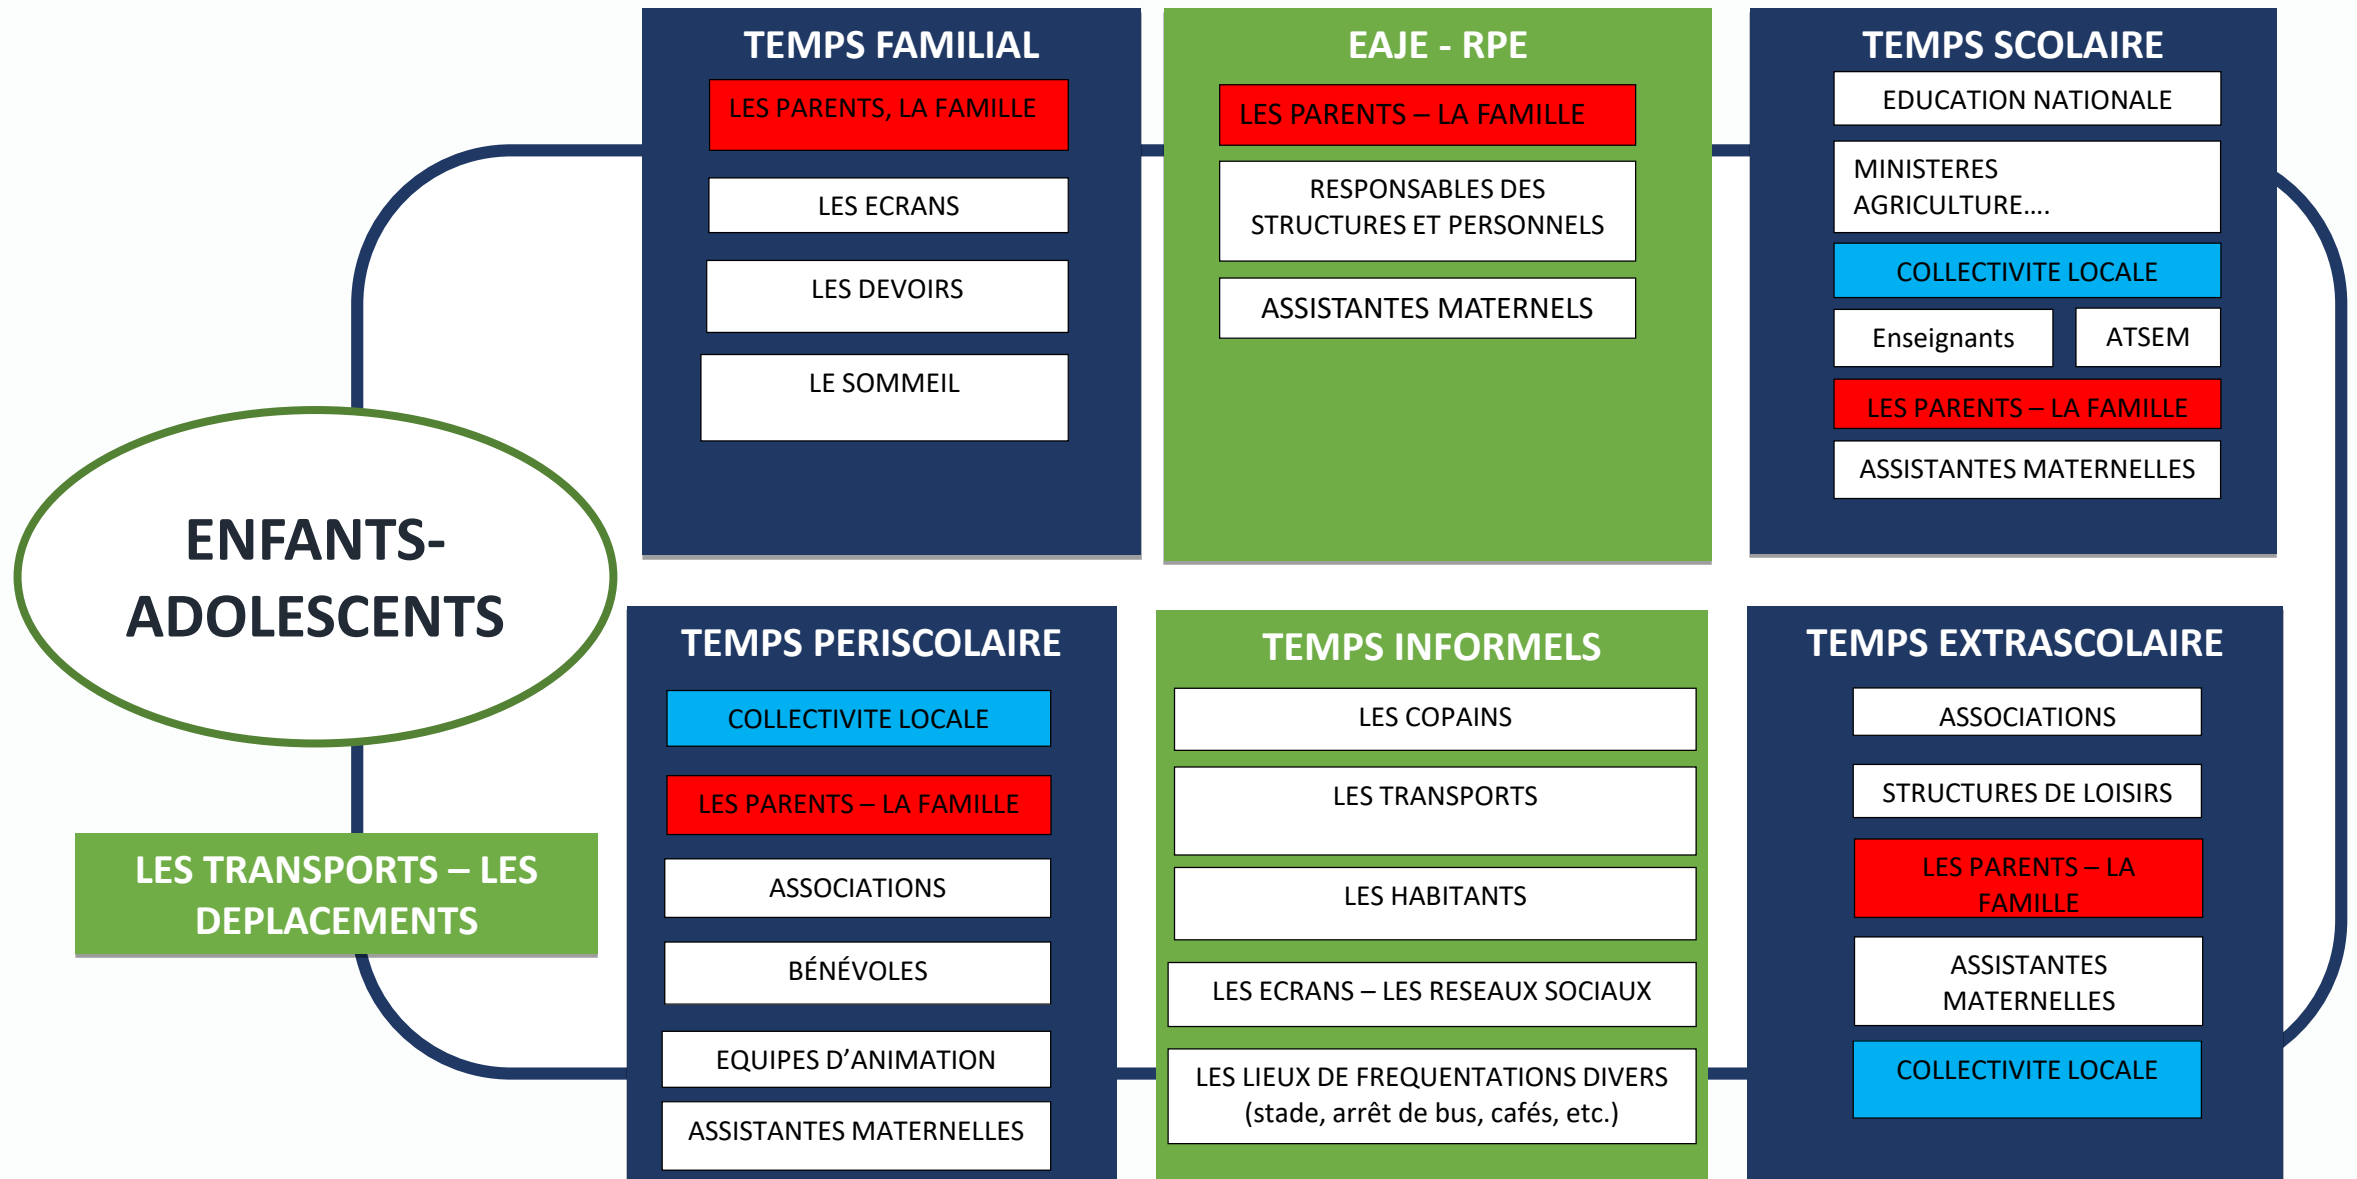 TEMPS FAMILIAL
LES PARENTS, LA FAMILLE
LES ECRANS
LES DEVOIRS
LE SOMMEIL
EAJE - RPE
LES PARENTS – LA FAMILLE
RESPONSABLES DES
STRUCTURES ET PERSONNELS
ASSISTANTES MATERNELS
TEMPS SCOLAIRE
EDUCATION NATIONALE
MINISTERES
AGRICULTURE....
COLLECTIVITE LOCALE
Enseignants
ATSEM
LES PARENTS – LA FAMILLE
ASSISTANTES MATERNELLES
ENFANTS-
ADOLESCENTS
LES TRANSPORTS – LES
DEPLACEMENTS
TEMPS PERISCOLAIRE
COLLECTIVITE LOCALE
LES PARENTS – LA FAMILLE
ASSOCIATIONS
BÉNÉVOLES
EQUIPES D’ANIMATION
ASSISTANTES MATERNELLES
TEMPS INFORMELS
LES COPAINS
LES TRANSPORTS
LES HABITANTS
LES ECRANS – LES RESEAUX SOCIAUX
LES LIEUX DE FREQUENTATIONS DIVERS
(stade, arrêt de bus, cafés, etc.)
TEMPS EXTRASCOLAIRE
ASSOCIATIONS
STRUCTURES DE LOISIRS
LES PARENTS – LA
FAMILLE
ASSISTANTES
MATERNELLES
COLLECTIVITE LOCALE